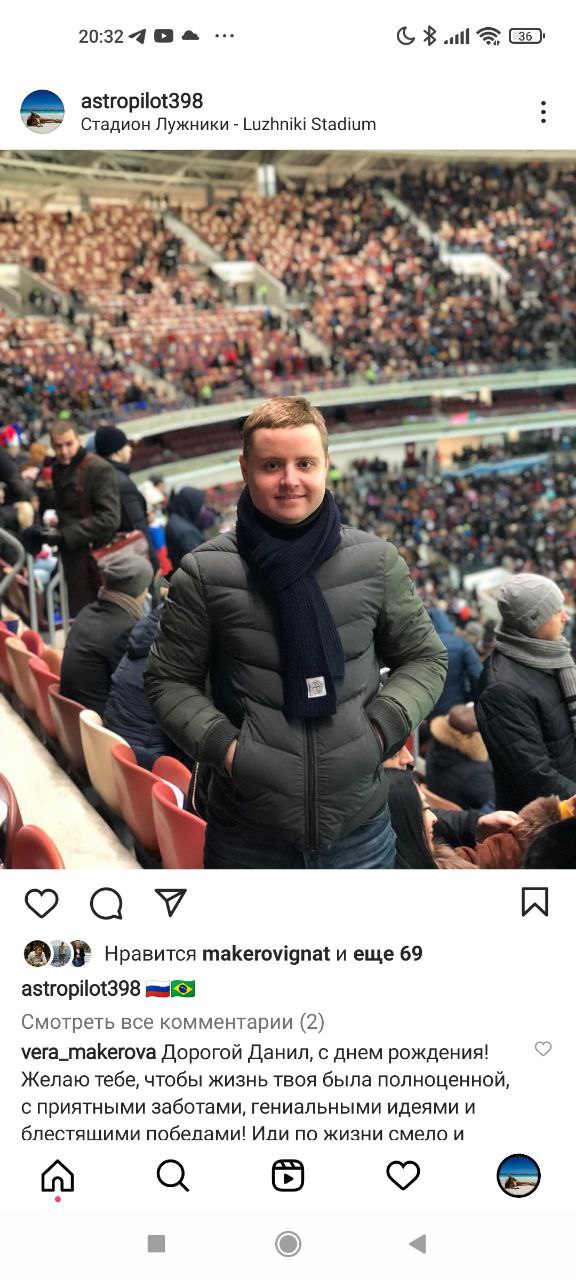 20:32
36
astropilot398
Стадион Лужники - Luzhniki Stadium
Нравится makerovignat и еще 69
astropilot398 🇷🇺🇧🇷
Смотреть все комментарии (2)
vera_makerova Дорогой Данил, с днем рождения!
Желаю тебе, чтобы жизнь твоя была полноценной,
с приятными заботами, гениальными идеями и
блестящими победами! Иди по жизни смело и